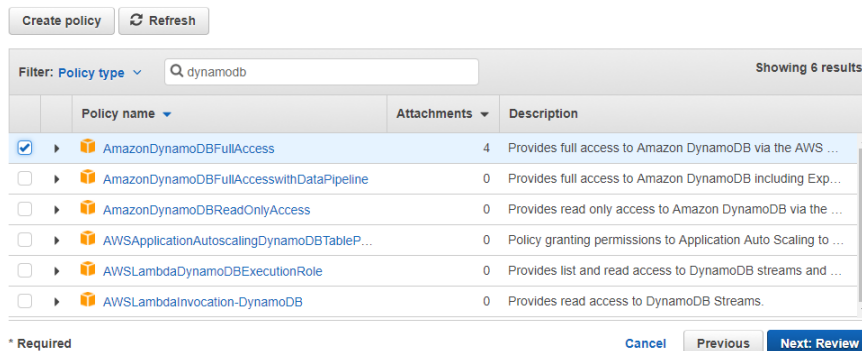 Create policy Refresh
Filter: Policy type dynamodb Showing 6 results
Policy name Attachments Description
AmazonDynamoDBFullAccess 4 Provides full access to Amazon DynamoDB via the AWS ...
AmazonDynamoDBFullAccesswithDataPipeline 0 Provides full access to Amazon DynamoDB including Exp...
AmazonDynamoDBReadOnlyAccess 0 Provides read only access to Amazon DynamoDB via the ...
AWSApplicationAutoscalingDynamoDBTableP... 0 Policy granting permissions to Application Auto Scaling to ...
AWSLambdaDynamoDBExecutionRole 0 Provides list and read access to DynamoDB streams and ...
AWSLambdaInvocation-DynamoDB 0 Provides read access to DynamoDB Streams.
* Required Cancel Previous Next: Review